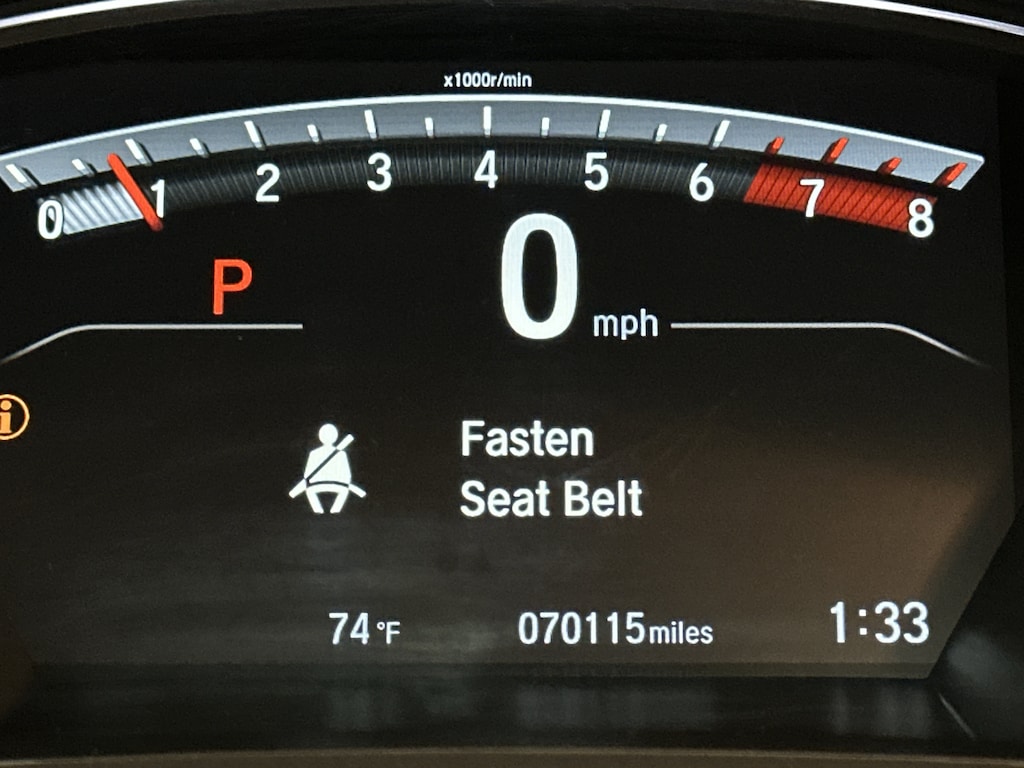 x1000r/min
0 1 2 3 4 5 6 7 8
P 0 mph
i
Fasten
Seat Belt
74 °F 070115 miles 1:33